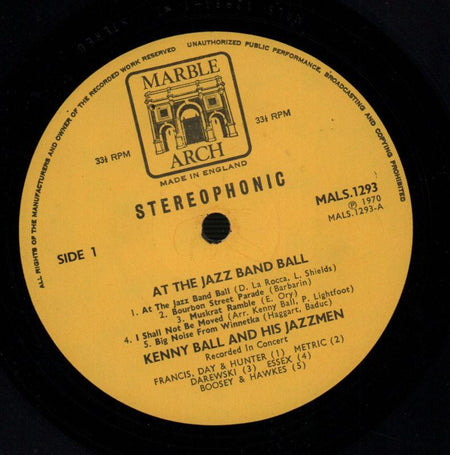 ALL RIGHTS OF THE MANUFACTURERS AND OWNER OF THE RECORDED WORK RESERVED
UNAUTHORIZED PUBLIC PERFORMANCE, BROADCASTING AND COPYING PROHIBITED
MARBLE
ARCH
33⅓ RPM
33⅓ RPM
MADE IN ENGLAND
STEREOPHONIC
SIDE 1
MALS.1293
Ⓟ 1970
MALS.1293-A
AT THE JAZZ BAND BALL
1. At The Jazz Band Ball (D. La Rocca, L. Shields)
2. Bourbon Street Parade (Barbarin)
3. Muskrat Ramble (E. Ory)
4. I Shall Not Be Moved (Arr. Kenny Ball, P. Lightfoot)
5. Big Noise From Winnetka (Haggart, Baduc)
KENNY BALL AND HIS JAZZMEN
Recorded In Concert
FRANCIS, DAY & HUNTER (1) METRIC (2)
DAREWSKI (3) ESSEX (4)
BOOSEY & HAWKES (5)